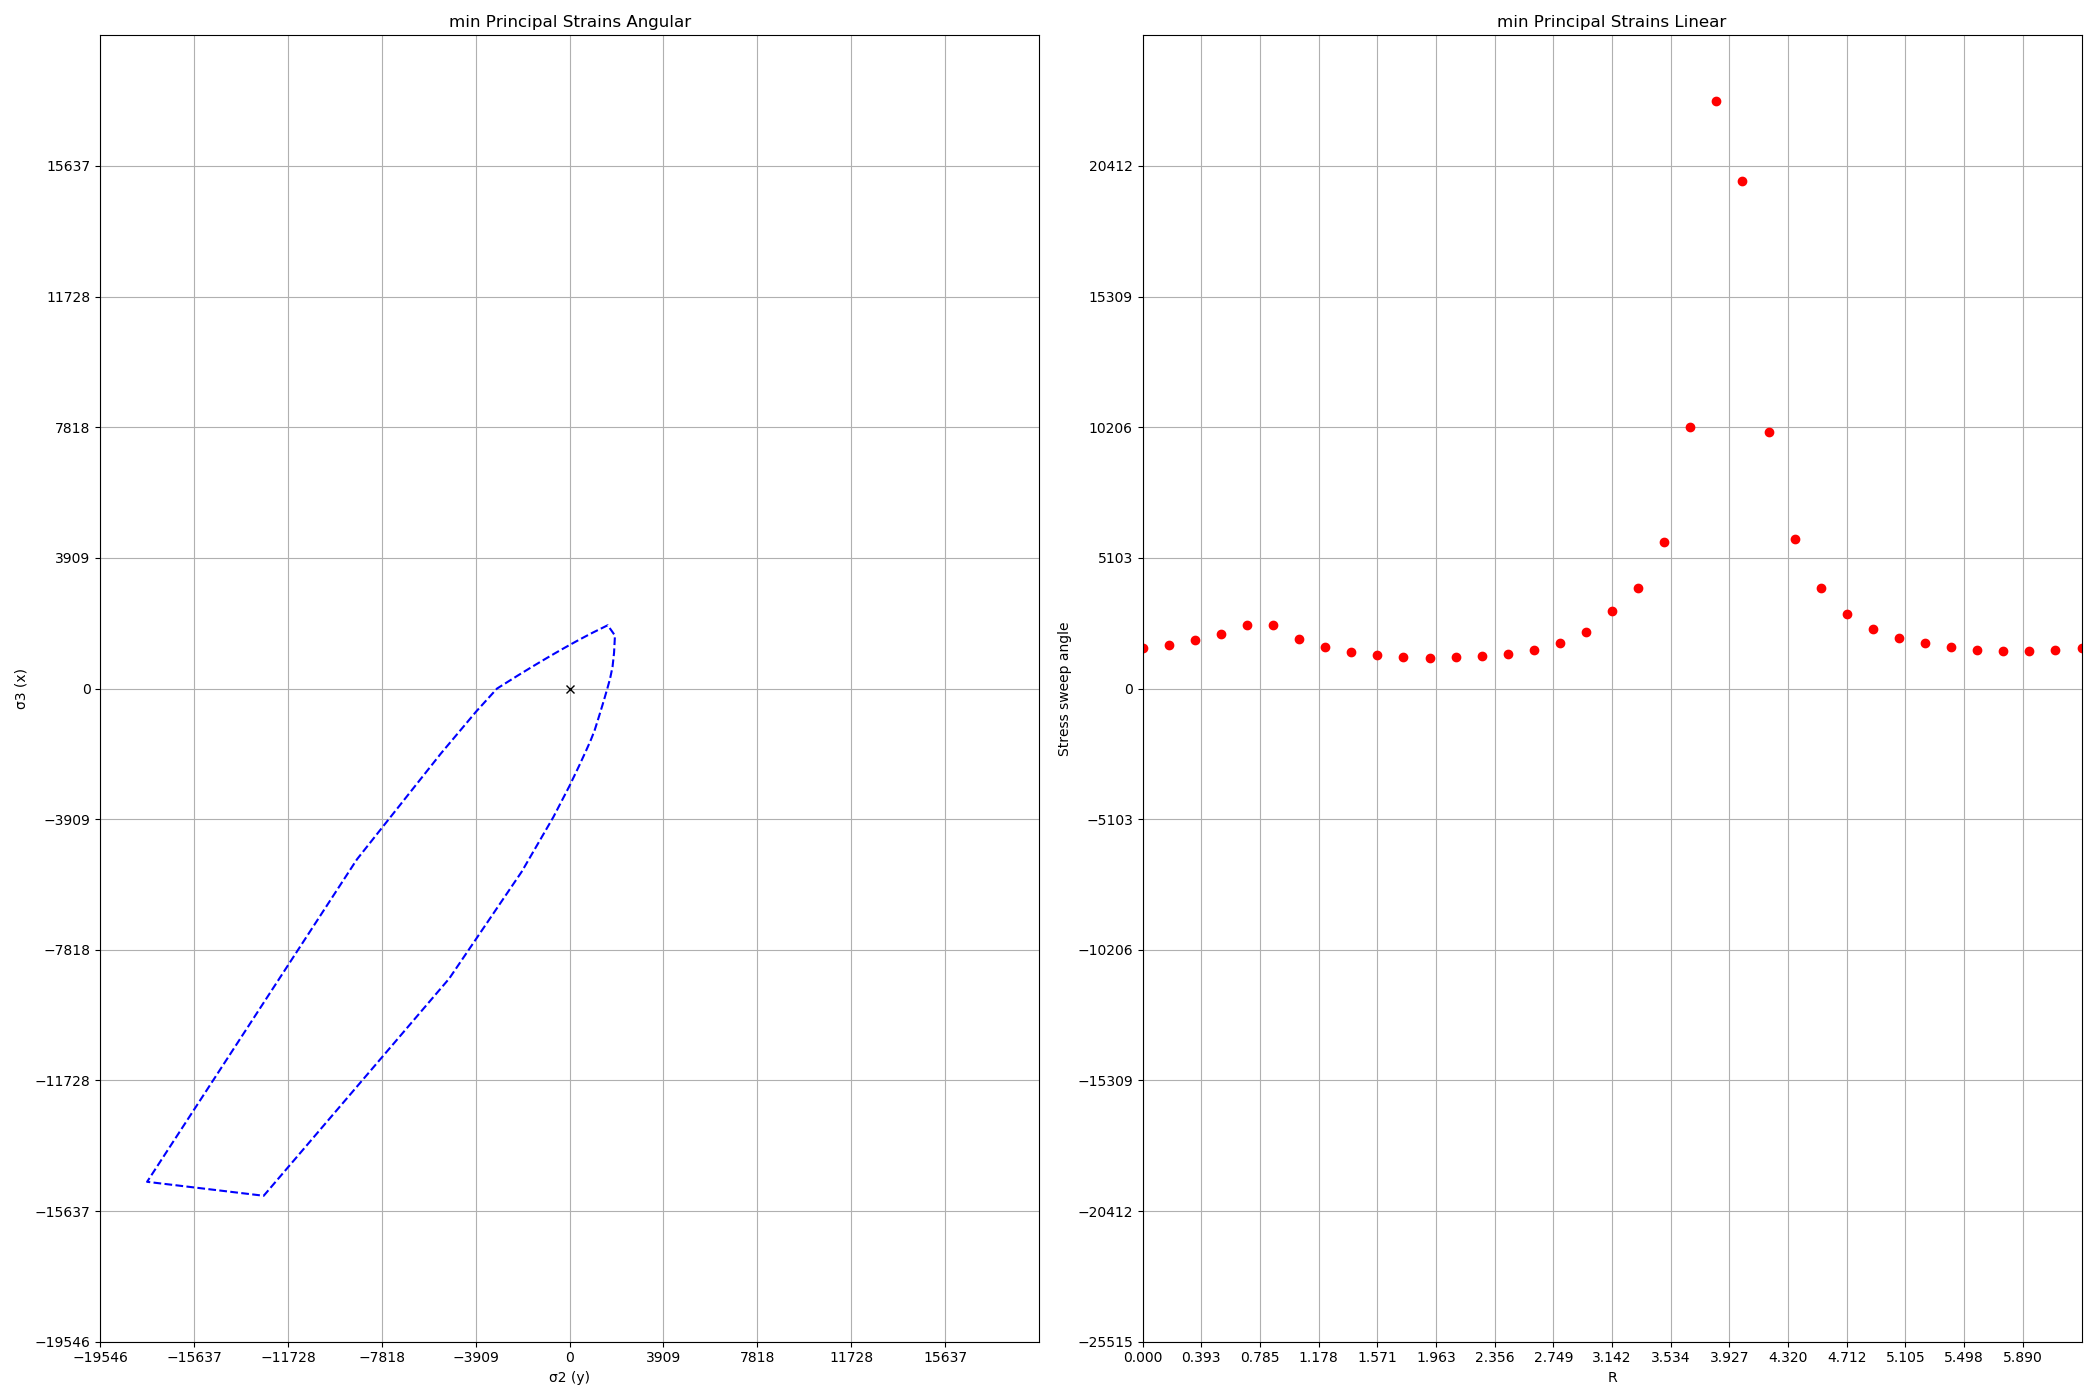 min Principal Strains Angular
15637
11728
7818
3909
0
−3909
−7818
−11728
−15637
−19546
σ3 (x)
−19546 −15637 −11728 −7818 −3909 0 3909 7818 11728 15637
σ2 (y)
min Principal Strains Linear
20412
15309
10206
5103
0
−5103
−10206
−15309
−20412
−25515
Stress sweep angle
0.000 0.393 0.785 1.178 1.571 1.963 2.356 2.749 3.142 3.534 3.927 4.320 4.712 5.105 5.498 5.890
R